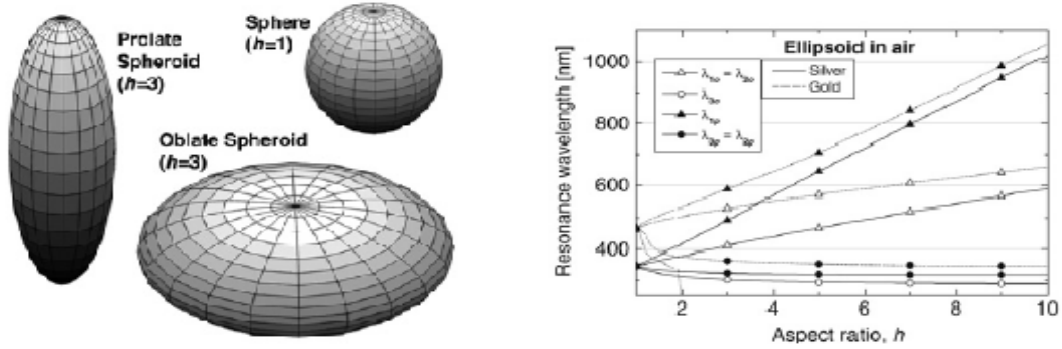 Prolate
Spheroid
(h=3)
Sphere
(h=1)
Oblate Spheroid
(h=3)
Ellipsoid in air
Silver
Gold
Resonance wavelength [nm]
1000
800
600
400
2
4
6
8
10
Aspect ratio, h